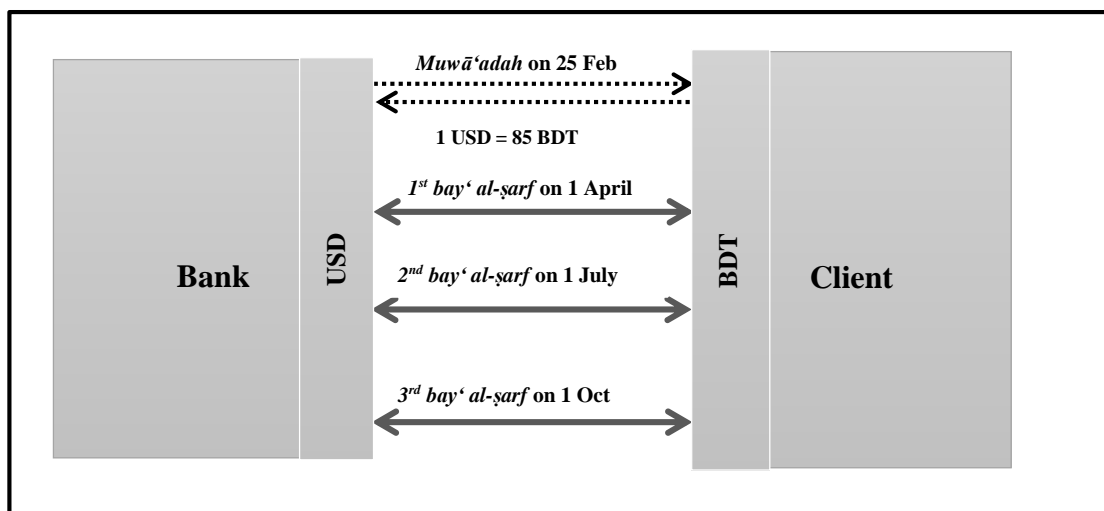 Muwā‘adah on 25 Feb
1 USD = 85 BDT
1st bay‘ al-ṣarf on 1 April
2nd bay‘ al-ṣarf on 1 July
3rd bay‘ al-ṣarf on 1 Oct
Bank
USD
BDT
Client